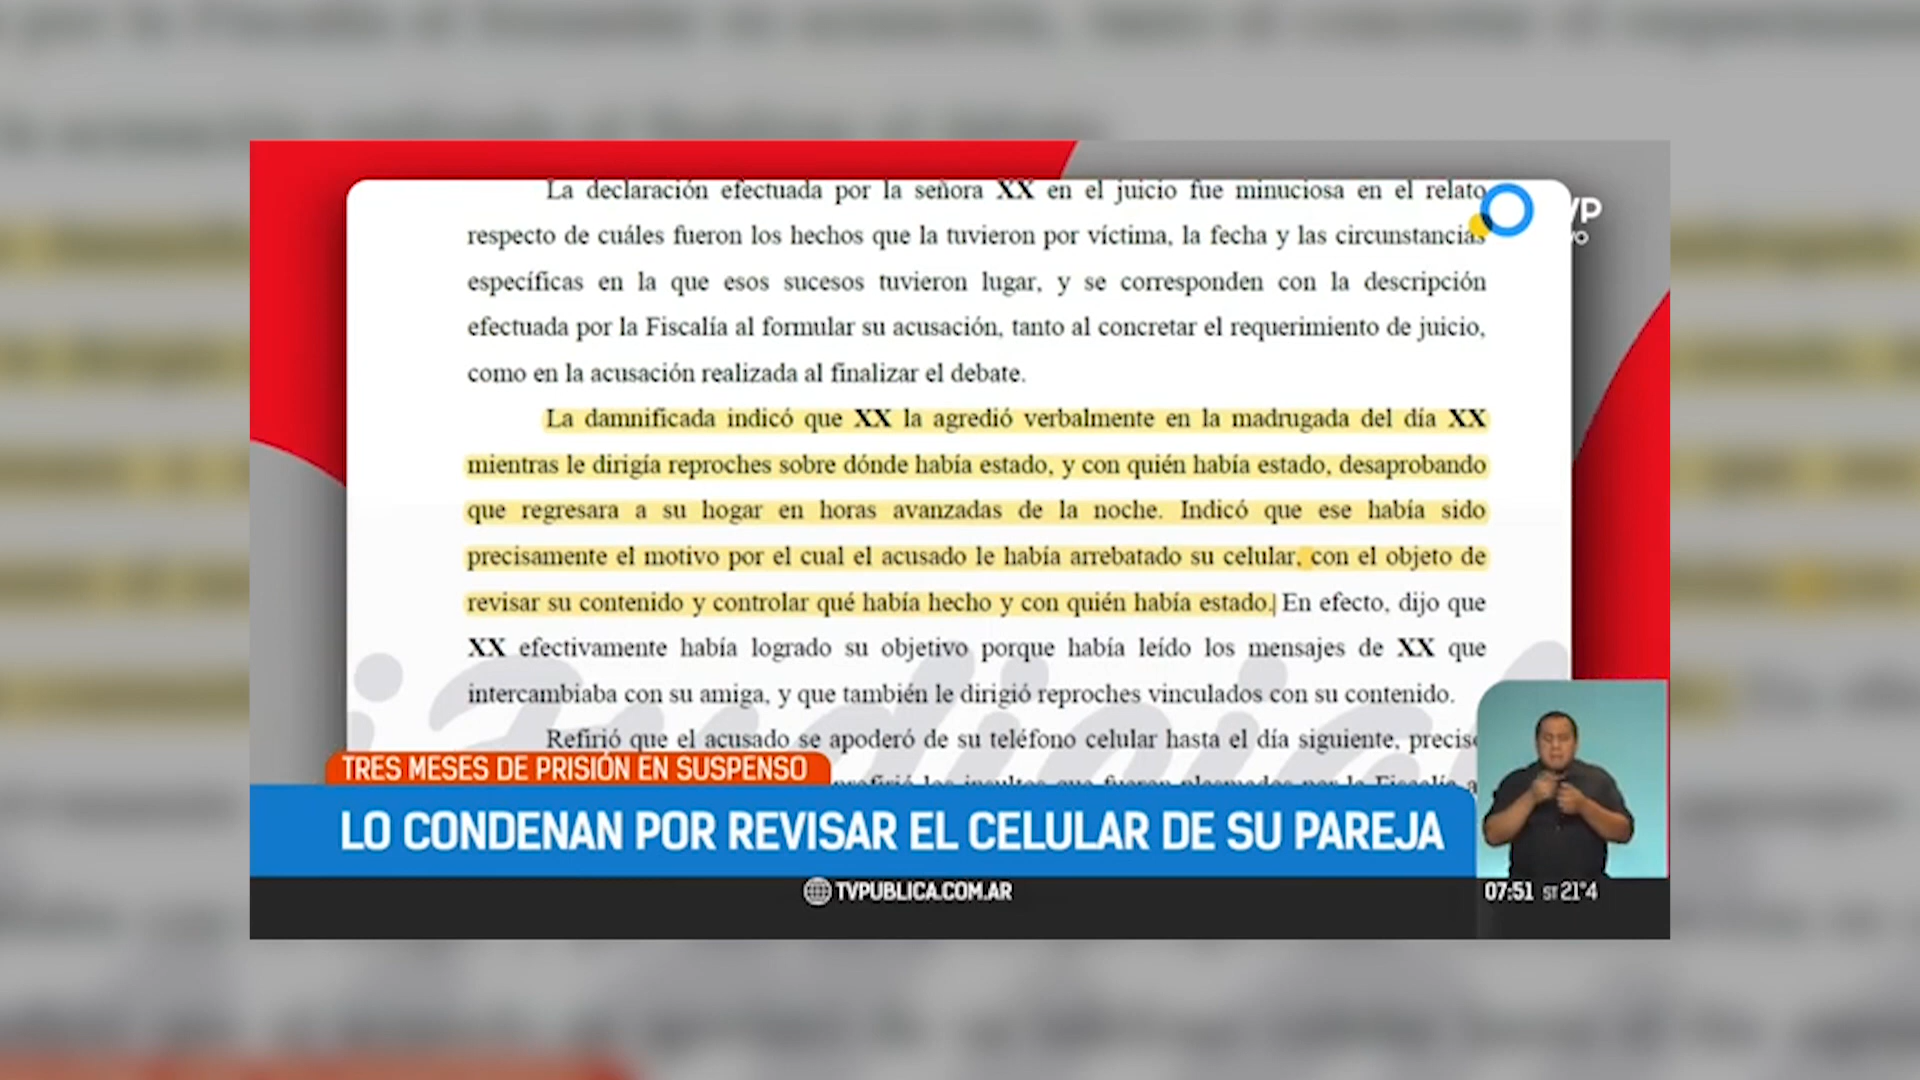 La declaración efectuada por la señora XX en el juicio fue minuciosa en el relato
respecto de cuáles fueron los hechos que la tuvieron por víctima, la fecha y las circunstancias
específicas en la que esos sucesos tuvieron lugar, y se corresponden con la descripción
efectuada por la Fiscalía al formular su acusación, tanto al concretar el requerimiento de juicio,
como en la acusación realizada al finalizar el debate.
La damnificada indicó que XX la agredió verbalmente en la madrugada del día XX
mientras le dirigía reproches sobre dónde había estado, y con quién había estado, desaprobando
que regresara a su hogar en horas avanzadas de la noche. Indicó que ese había sido
precisamente el motivo por el cual el acusado le había arrebatado su celular, con el objeto de
revisar su contenido y controlar qué había hecho y con quién había estado. En efecto, dijo que
XX efectivamente había logrado su objetivo porque había leído los mensajes de XX que
intercambiaba con su amiga, y que también le dirigió reproches vinculados con su contenido.
Refirió que el acusado se apoderó de su teléfono celular hasta el día siguiente,
TRES MESES DE PRISIÓN EN SUSPENSO
LO CONDENAN POR REVISAR EL CELULAR DE SU PAREJA
TVPUBLICA.COM.AR
07:51 ST 21°4